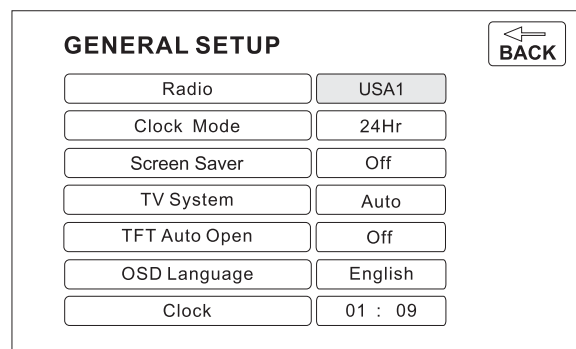 GENERAL SETUP
BACK
Radio USA1
Clock Mode 24Hr
Screen Saver Off
TV System Auto
TFT Auto Open Off
OSD Language English
Clock 01 : 09